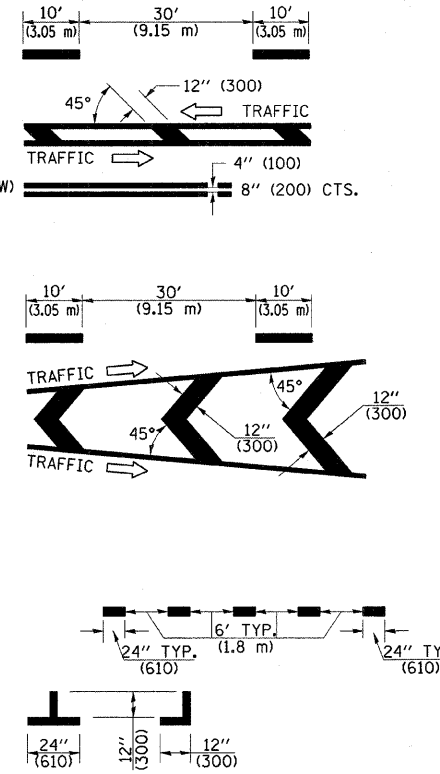 10' 30' 10'
(3.05 m) (9.15 m) (3.05 m)
12" (300)
45°
TRAFFIC
TRAFFIC
4" (100)
W)
8" (200) CTS.
10' 30' 10'
(3.05 m) (9.15 m) (3.05 m)
TRAFFIC
45°
12"
(300)
45°
12"
(300)
TRAFFIC
6' TYP.
(1.8 m)
24" TYP.
(610)
24" TY
(610)
24"
(610)
12"
(300)
12"
(300)